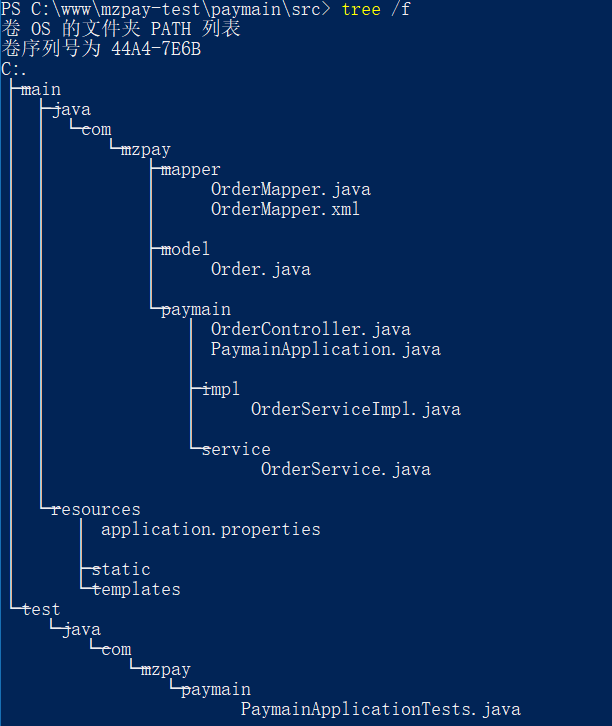 PS C:\www\mzpay-test\paymain\src> tree /f
卷 OS 的文件夹 PATH 列表
卷序列号为 44A4-7E6B
C:.
├─main
│  ├─java
│  │  └─com
│  │      └─mzpay
│  │          ├─mapper
│  │          │      OrderMapper.java
│  │          │      OrderMapper.xml
│  │          │
│  │          ├─model
│  │          │      Order.java
│  │          │
│  │          └─paymain
│  │              │  OrderController.java
│  │              │  PaymainApplication.java
│  │              │
│  │              ├─impl
│  │              │      OrderServiceImpl.java
│  │              │
│  │              └─service
│  │                      OrderService.java
│  │
│  └─resources
│      │  application.properties
│      │
│      ├─static
│      └─templates
└─test
    └─java
        └─com
            └─mzpay
                └─paymain
                        PaymainApplicationTests.java